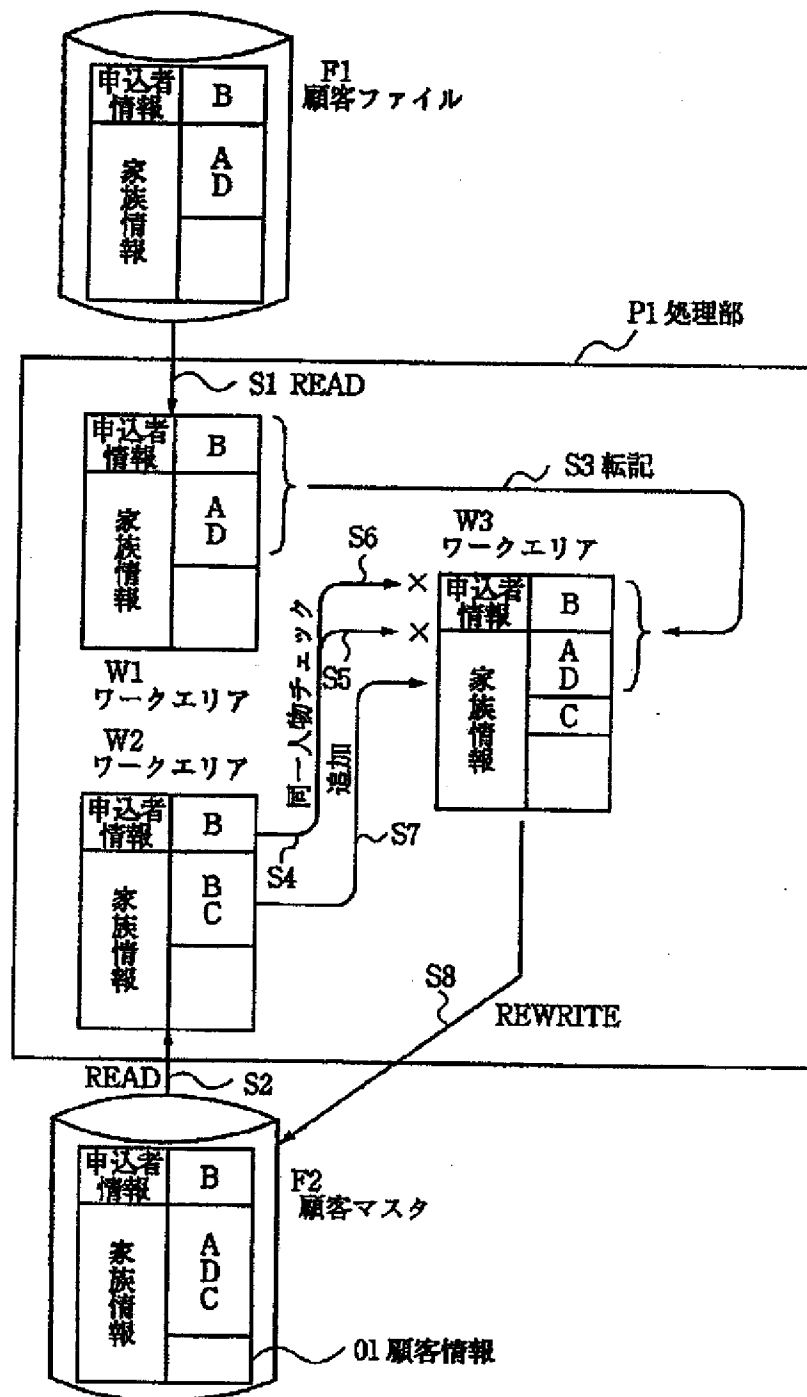 F1
顧客ファイル
申込者
情報
B
家族情報
A
D
P1 処理部
S1 READ
申込者
情報
B
家族情報
A
D
S3 転記
W1
ワークエリア
W2
ワークエリア
申込者
情報
B
家族情報
B
C
S4
同一人物チェック
S5
S6
追加
S7
W3
ワークエリア
×
×
申込者
情報
B
家族情報
A
D
C
S8
REWRITE
READ
S2
申込者
情報
B
家族情報
A
D
C
F2
顧客マスタ
01 顧客情報